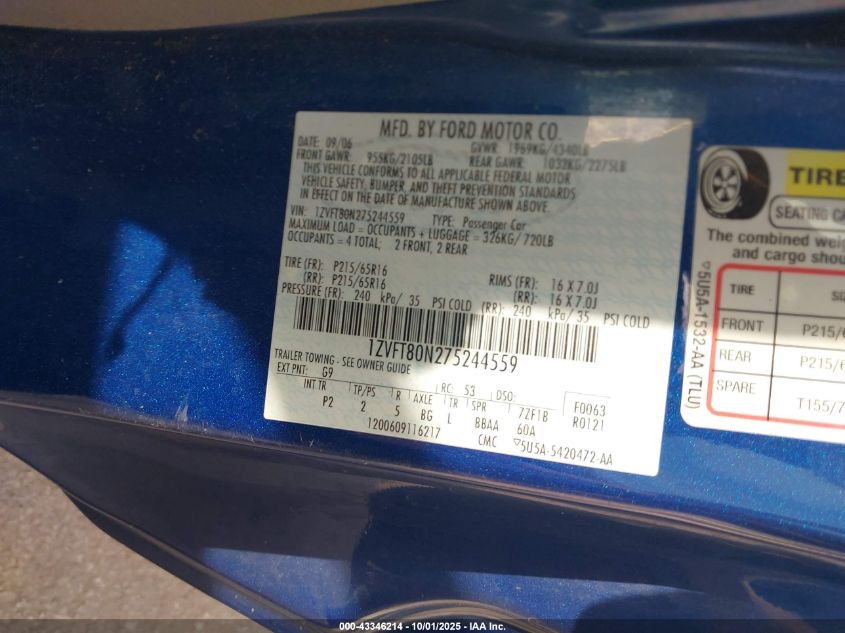 MFD. BY FORD MOTOR CO.
DATE: 09/06 GVWR: 1969KG/4340LB
FRONT GAWR: 955KG/2105LB REAR GAWR: 1032KG/2275LB
THIS VEHICLE CONFORMS TO ALL APPLICABLE FEDERAL MOTOR
VEHICLE SAFETY, BUMPER, AND THEFT PREVENTION STANDARDS
IN EFFECT ON THE DATE OF MANUFACTURE SHOWN ABOVE.
VIN: 1ZVFT80N275244559 TYPE: Passenger Car
MAXIMUM LOAD = OCCUPANTS + LUGGAGE = 326KG/ 720LB
OCCUPANTS = 4 TOTAL; 2 FRONT, 2 REAR
TIRE (FR): P215/65R16 RIMS (FR): 16 X 7.0J
(RR): P215/65R16 (RR): 16 X 7.0J
PRESSURE (FR): 240 kPa/ 35 PSI COLD (RR): 240 kPa/ 35 PSI COLD
1ZVFT80N275244559
TRAILER TOWING - SEE OWNER GUIDE
EXT PNT: G9 RC: 53 DSO:
INT TR TP/PS R AXLE TR SPR 7ZF1B F0063
P2 2 5 BG L BBAA 60A R0121
1200609116217 CMC ▽5U5A-5420472-AA
TIRE
SEATING CA
The combined weig
and cargo shou
▽5U5A-1532-AA (TLU)
TIRE SI
FRONT P215/6
REAR P215/6
SPARE T155/7
000-43346214 - 10/01/2025 - IAA Inc.